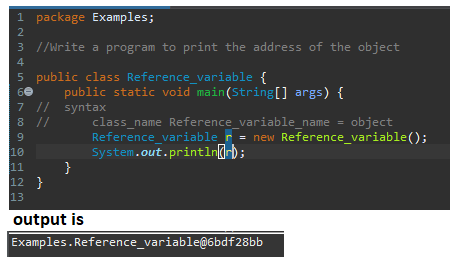 1 package Examples;
2
3 //Write a program to print the address of the object
4
5 public class Reference_variable {
6 public static void main(String[] args) {
7 // syntax
8 // class_name Reference_variable_name = object
9 Reference_variable r = new Reference_variable();
10 System.out.println(r);
11 }
12 }
13
output is
Examples.Reference_variable@6bdf28bb